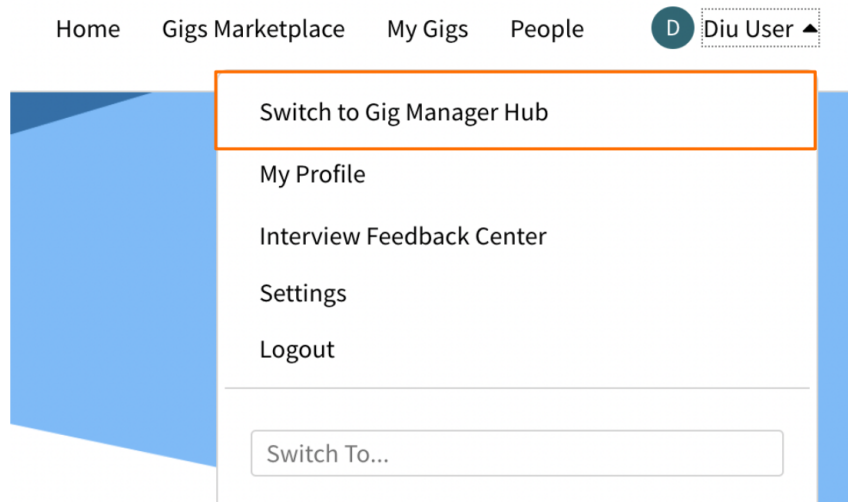 Home Gigs Marketplace My Gigs People D Diu User
Switch to Gig Manager Hub
My Profile
Interview Feedback Center
Settings
Logout
Switch To...